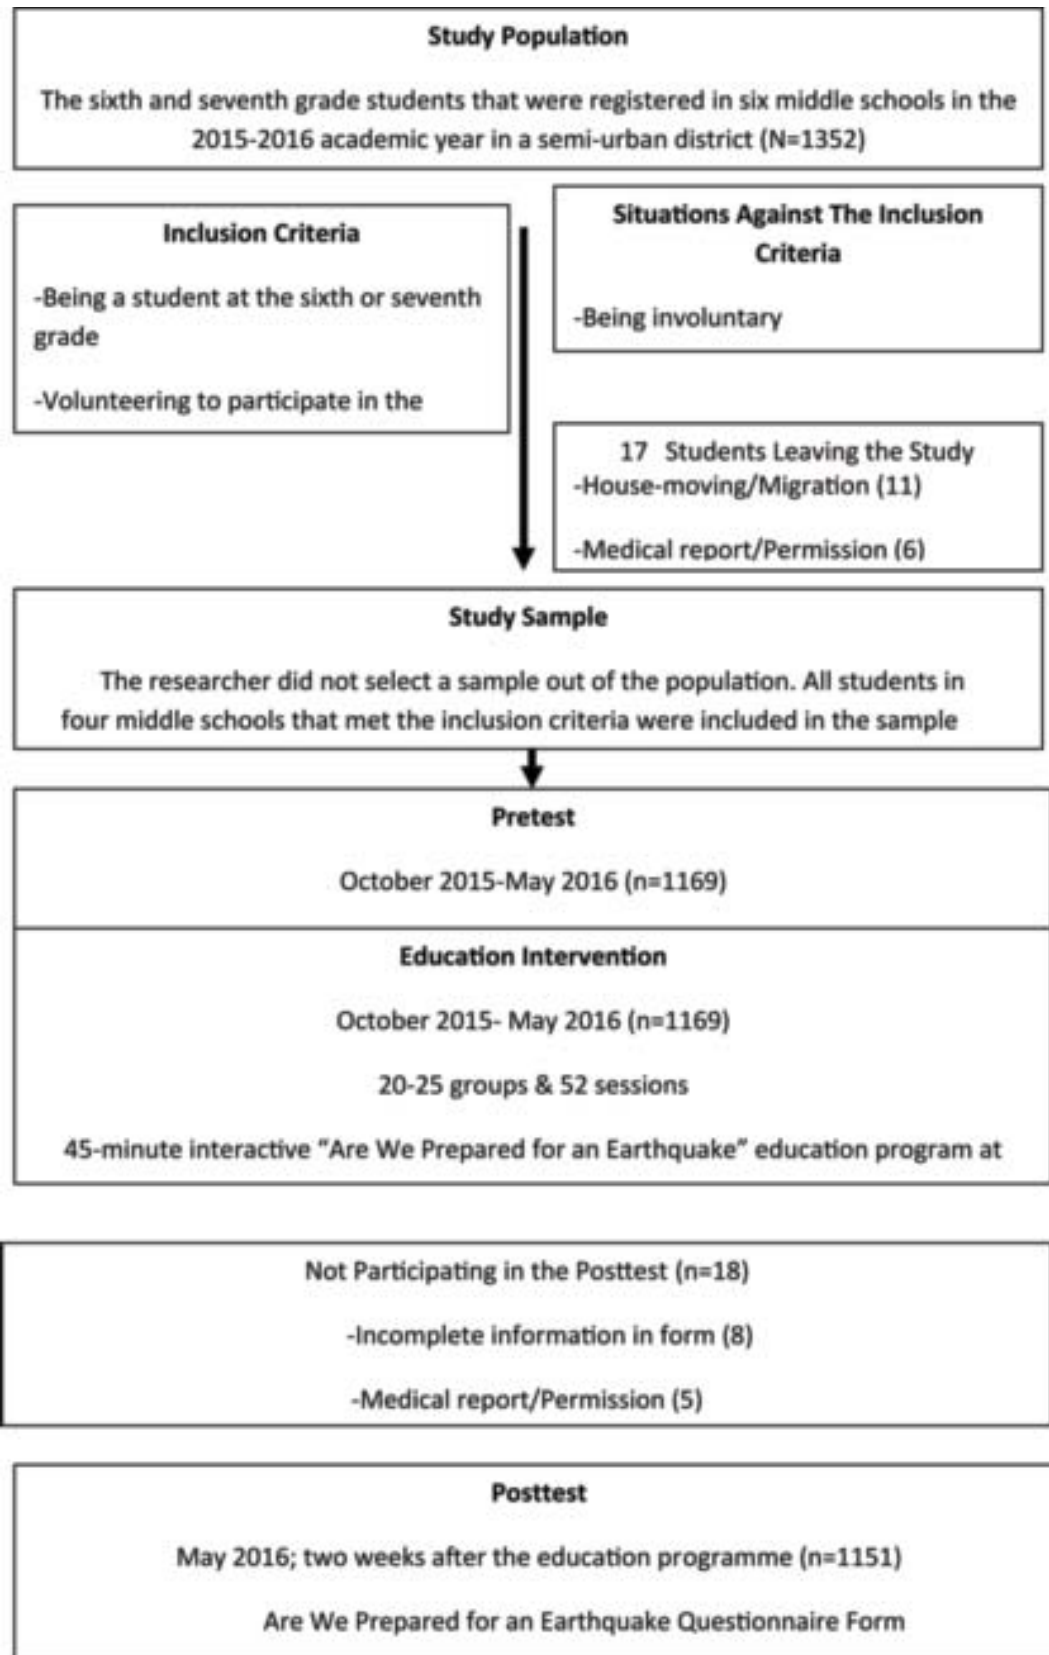 Study Population
The sixth and seventh grade students that were registered in six middle schools in the
2015-2016 academic year in a semi-urban district (N=1352)
Inclusion Criteria
-Being a student at the sixth or seventh
grade
-Volunteering to participate in the
Situations Against The Inclusion
Criteria
-Being involuntary
17 Students Leaving the Study
-House-moving/Migration (11)
-Medical report/Permission (6)
Study Sample
The researcher did not select a sample out of the population. All students in
four middle schools that met the inclusion criteria were included in the sample
Pretest
October 2015-May 2016 (n=1169)
Education Intervention
October 2015- May 2016 (n=1169)
20-25 groups & 52 sessions
45-minute interactive “Are We Prepared for an Earthquake” education program at
Not Participating in the Posttest (n=18)
-Incomplete information in form (8)
-Medical report/Permission (5)
Posttest
May 2016; two weeks after the education programme (n=1151)
Are We Prepared for an Earthquake Questionnaire Form